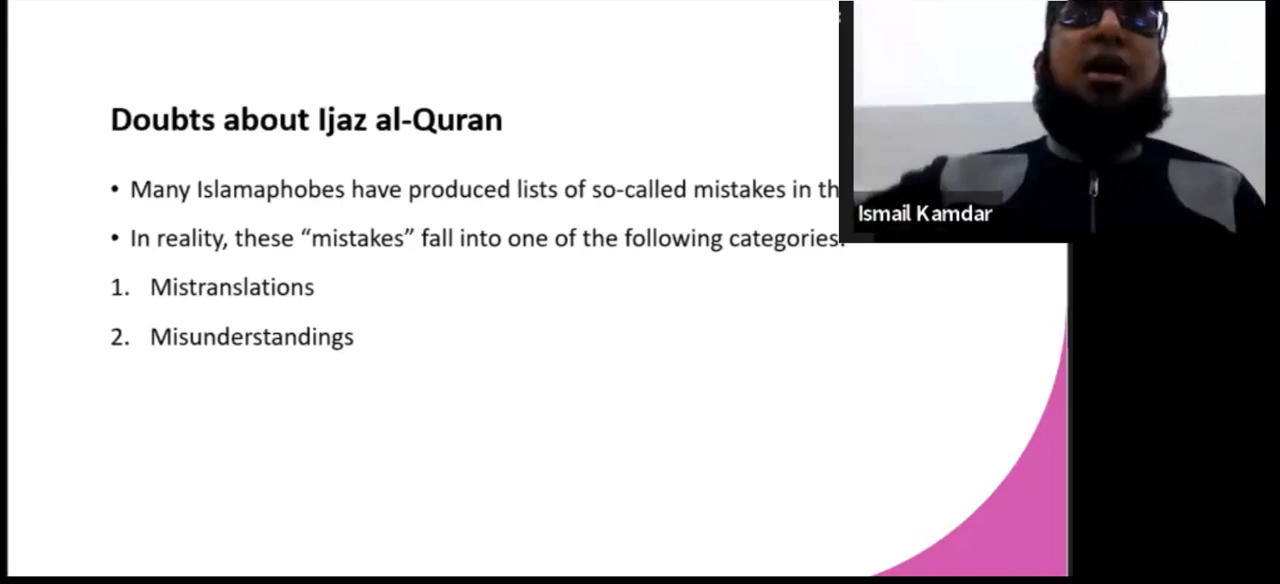 Doubts about Ijaz al-Quran
• Many Islamaphobes have produced lists of so-called mistakes in th
• In reality, these “mistakes” fall into one of the following categories:
1. Mistranslations
2. Misunderstandings
Ismail Kamdar